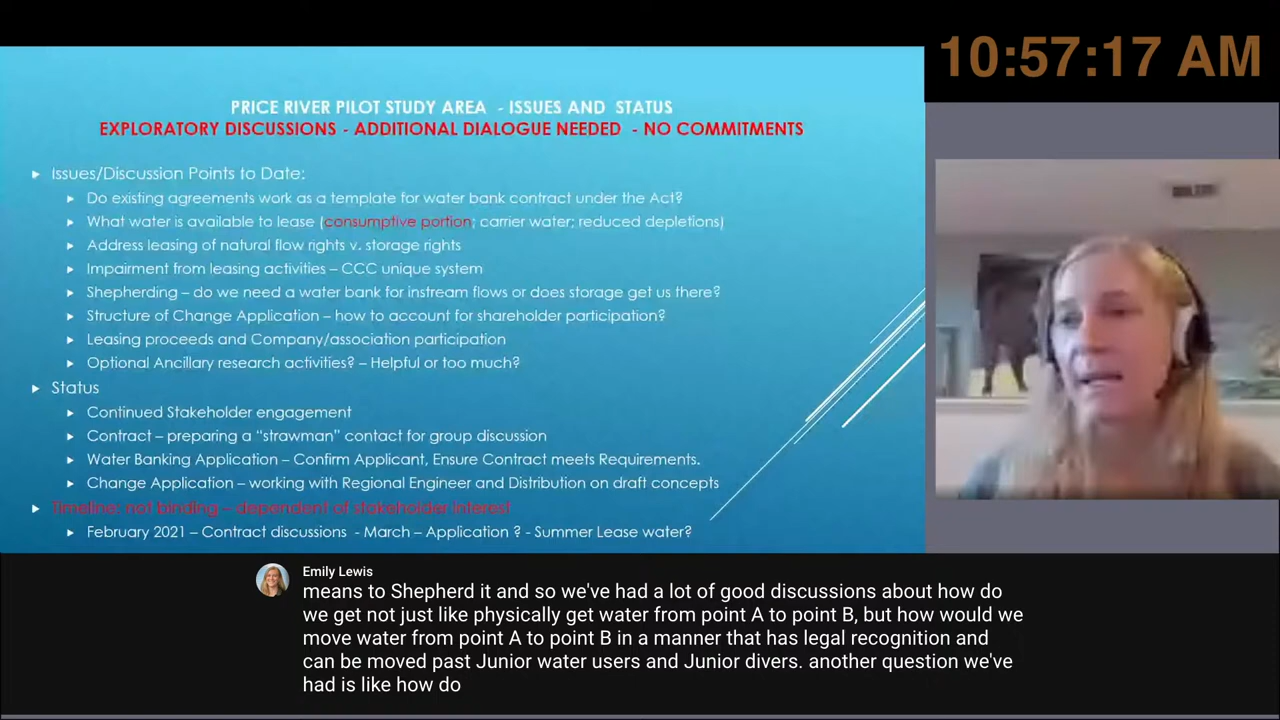 10:57:17 AM
PRICE RIVER PILOT STUDY AREA - ISSUES AND STATUS
EXPLORATORY DISCUSSIONS - ADDITIONAL DIALOGUE NEEDED - NO COMMITMENTS
Issues/Discussion Points to Date:
Do existing agreements work as a template for water bank contract under the Act?
What water is available to lease (consumptive portion; carrier water; reduced depletions)
Address leasing of natural flow rights v. storage rights
Impairment from leasing activities – CCC unique system
Shepherding – do we need a water bank for instream flows or does storage get us there?
Structure of Change Application – how to account for shareholder participation?
Leasing proceeds and Company/association participation
Optional Ancillary research activities? – Helpful or too much?
Status
Continued Stakeholder engagement
Contract – preparing a “strawman” contact for group discussion
Water Banking Application – Confirm Applicant, Ensure Contract meets Requirements.
Change Application – working with Regional Engineer and Distribution on draft concepts
Timeline: not binding – dependent of stakeholder interest
February 2021 – Contract discussions - March – Application ? - Summer Lease water?
Emily Lewis
means to Shepherd it and so we've had a lot of good discussions about how do
we get not just like physically get water from point A to point B, but how would we
move water from point A to point B in a manner that has legal recognition and
can be moved past Junior water users and Junior divers. another question we've
had is like how do